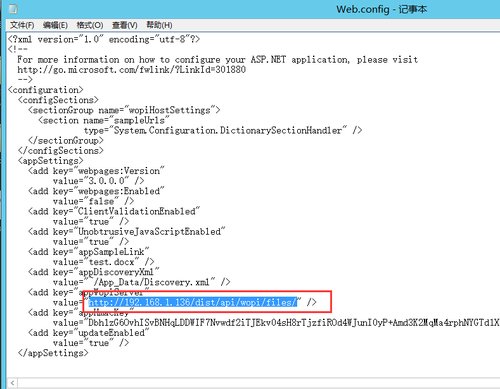 Web.config - 记事本
文件(F) 编辑(E) 格式(O) 查看(V) 帮助(H)
<?xml version="1.0" encoding="utf-8"?>
<!--
For more information on how to configure your ASP.NET application, please visit
http://go.microsoft.com/fwlink/?LinkId=301880
-->
<configuration>
<configSections>
<sectionGroup name="wopiHostSettings">
<section name="sampleUrls"
type="System.Configuration.DictionarySectionHandler" />
</sectionGroup>
</configSections>
<appSettings>
<add key="webpages:Version"
value="3.0.0.0" />
<add key="webpages:Enabled"
value="false" />
<add key="ClientValidationEnabled"
value="true" />
<add key="UnobtrusiveJavaScriptEnabled"
value="true" />
<add key="appSampleLink"
value="test.docx" />
<add key="appDiscoveryXml"
value="~/App_Data/Discovery.xml" />
<add key="appWopiServer"
value="http://192.168.1.136/dist/api/wopi/files/" />
<add key="appHmacKey"
<add key="updateEnabled"
value="true" />
</appSettings>